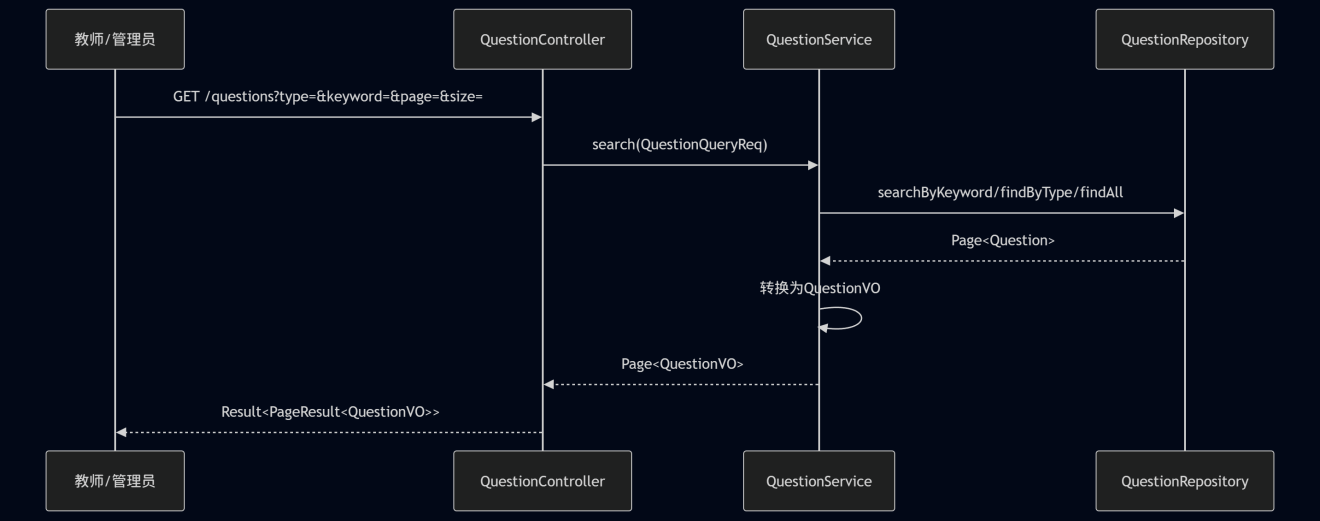 教师/管理员
QuestionController
QuestionService
QuestionRepository
GET /questions?type=&keyword=&page=&size=
search(QuestionQueryReq)
searchByKeyword/findByType/findAll
Page<Question>
转换为QuestionVO
Page<QuestionVO>
Result<PageResult<QuestionVO>>
教师/管理员
QuestionController
QuestionService
QuestionRepository